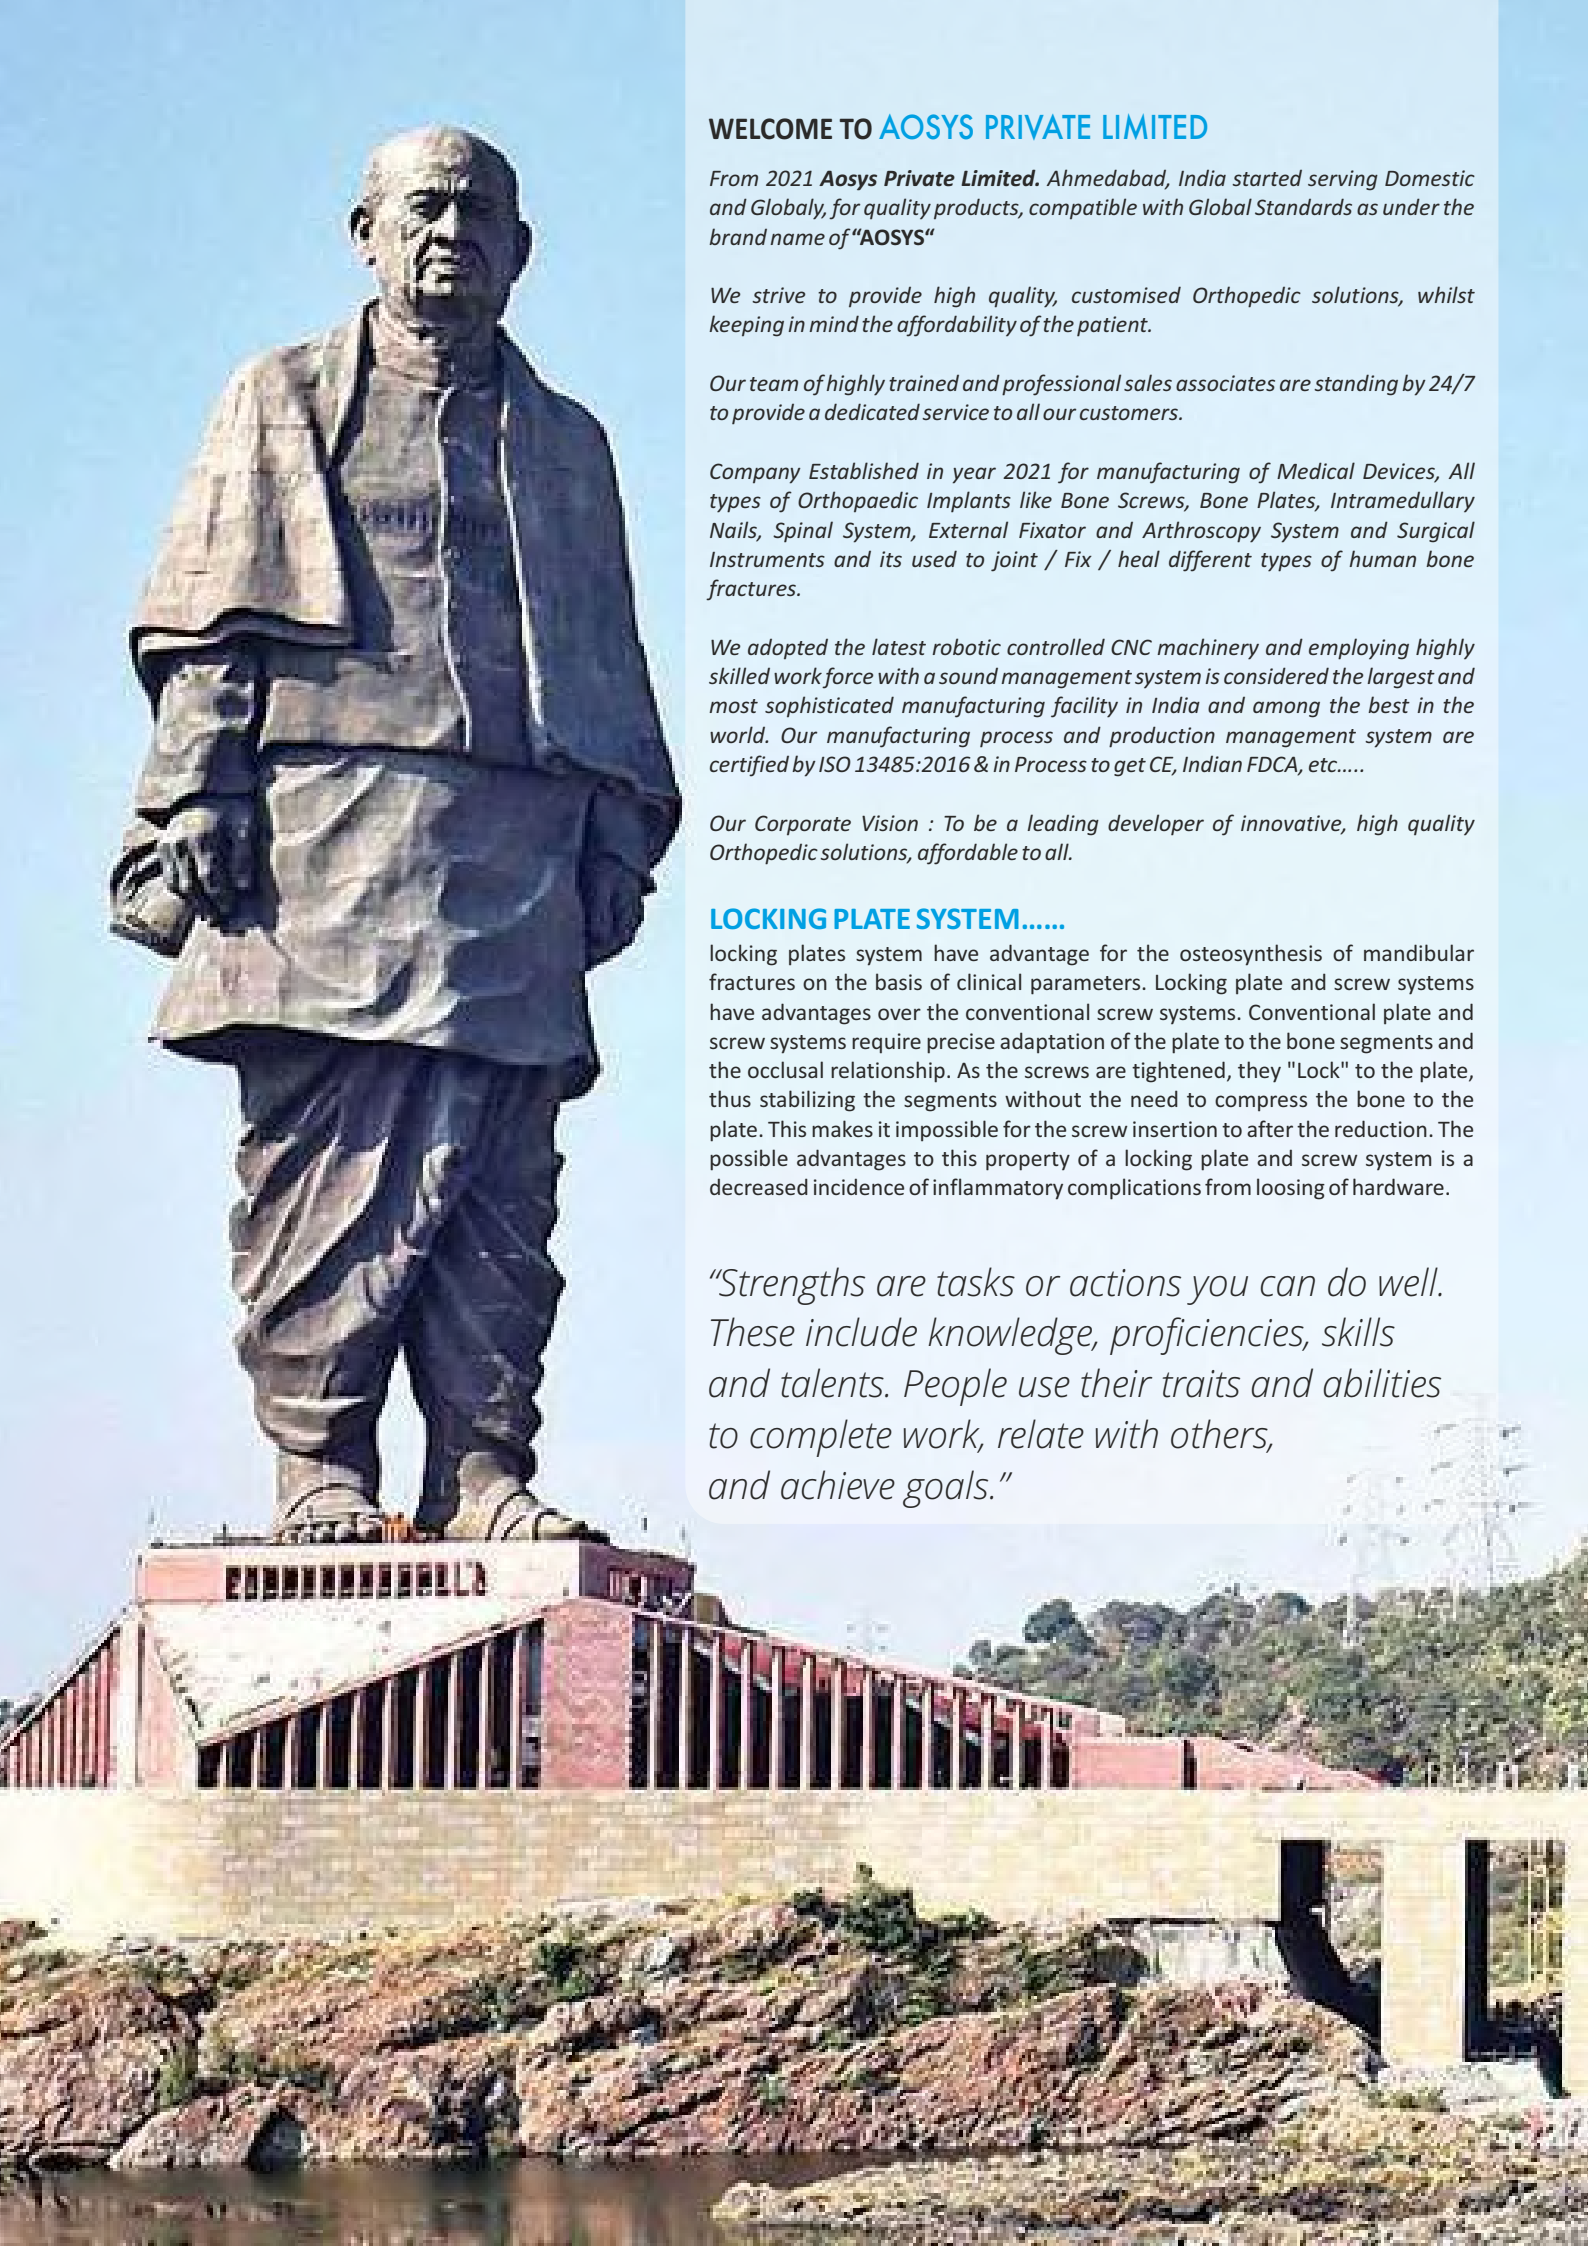 WELCOME TO AOSYS PRIVATE LIMITED
From 2021 Aosys Private Limited. Ahmedabad, India started serving Domestic
and Globaly, for quality products, compatible with Global Standards as under the
brand name of “AOSYS“
We strive to provide high quality, customised Orthopedic solutions, whilst
keeping in mind the affordability of the patient.
Our team of highly trained and professional sales associates are standing by 24/7
to provide a dedicated service to all our customers.
Company Established in year 2021 for manufacturing of Medical Devices, All
types of Orthopaedic Implants like Bone Screws, Bone Plates, Intramedullary
Nails, Spinal System, External Fixator and Arthroscopy System and Surgical
Instruments and its used to joint / Fix / heal different types of human bone
fractures.
We adopted the latest robotic controlled CNC machinery and employing highly
skilled work force with a sound management system is considered the largest and
most sophisticated manufacturing facility in India and among the best in the
world. Our manufacturing process and production management system are
certified by ISO 13485:2016 & in Process to get CE, Indian FDCA, etc.....
Our Corporate Vision : To be a leading developer of innovative, high quality
Orthopedic solutions, affordable to all.
LOCKING PLATE SYSTEM......
locking plates system have advantage for the osteosynthesis of mandibular
fractures on the basis of clinical parameters. Locking plate and screw systems
have advantages over the conventional screw systems. Conventional plate and
screw systems require precise adaptation of the plate to the bone segments and
the occlusal relationship. As the screws are tightened, they "Lock" to the plate,
thus stabilizing the segments without the need to compress the bone to the
plate. This makes it impossible for the screw insertion to after the reduction. The
possible advantages to this property of a locking plate and screw system is a
decreased incidence of inflammatory complications from loosing of hardware.
“Strengths are tasks or actions you can do well.
These include knowledge, proficiencies, skills
and talents. People use their traits and abilities
to complete work, relate with others,
and achieve goals.”